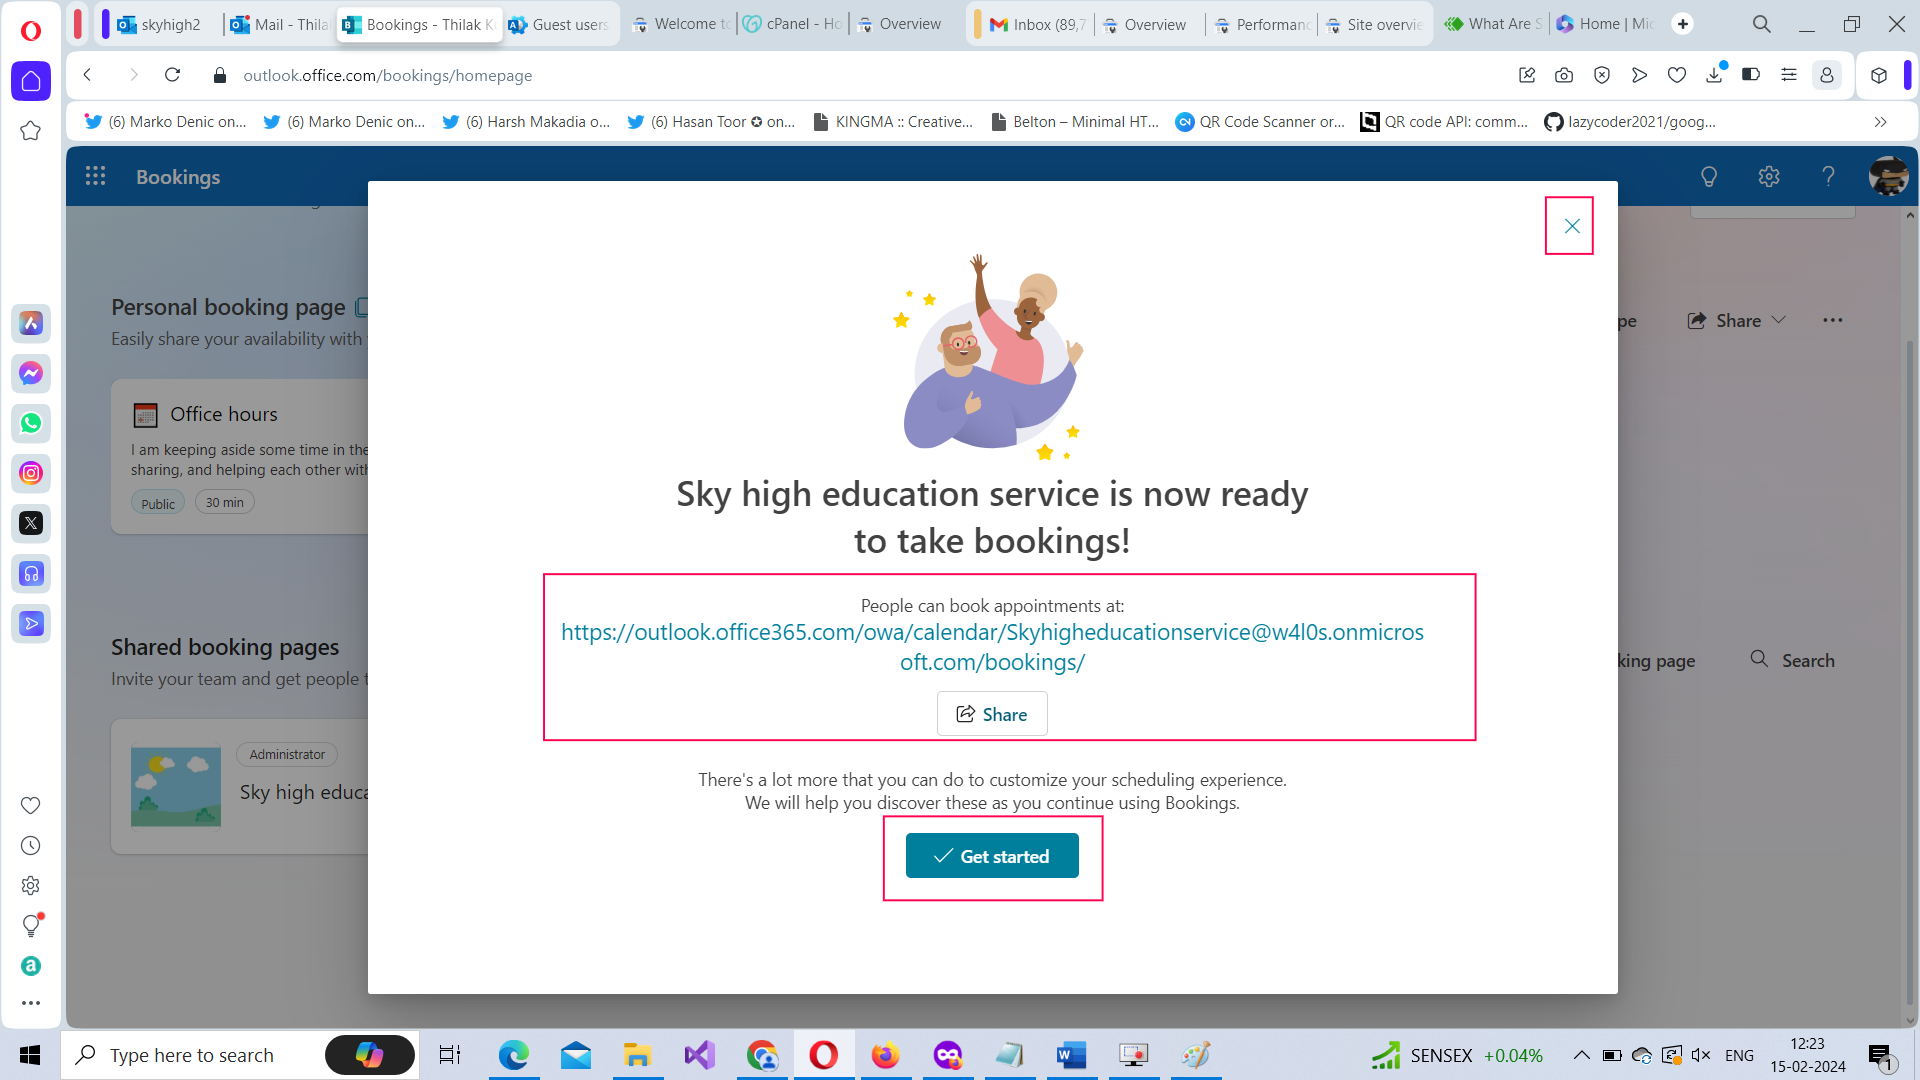 skyhigh2
Mail - Thila
Bookings - Thilak K
Guest users
Welcome to
cPanel - Ho
Overview
Inbox (89,7
Overview
Performanc
Site overvie
What Are S
Home | Mic
outlook.office.com/bookings/homepage
(6) Marko Denic on...
(6) Marko Denic on...
(6) Harsh Makadia o...
(6) Hasan Toor ✪ on...
KINGMA :: Creative...
Belton – Minimal HT...
QR Code Scanner or...
QR code API: comm...
lazycoder2021/goog...
Bookings
Personal booking page
Easily share your availability with
pe
Share
Office hours
I am keeping aside some time in the
sharing, and helping each other with
Public
30 min
Shared booking pages
Invite your team and get people t
king page
Search
Administrator
Sky high educa
Sky high education service is now ready
to take bookings!
People can book appointments at:
https://outlook.office365.com/owa/calendar/Skyhigheducationservice@w4l0s.onmicros
oft.com/bookings/
Share
There's a lot more that you can do to customize your scheduling experience.
We will help you discover these as you continue using Bookings.
Get started
Type here to search
SENSEX +0.04%
ENG
12:23
15-02-2024
1